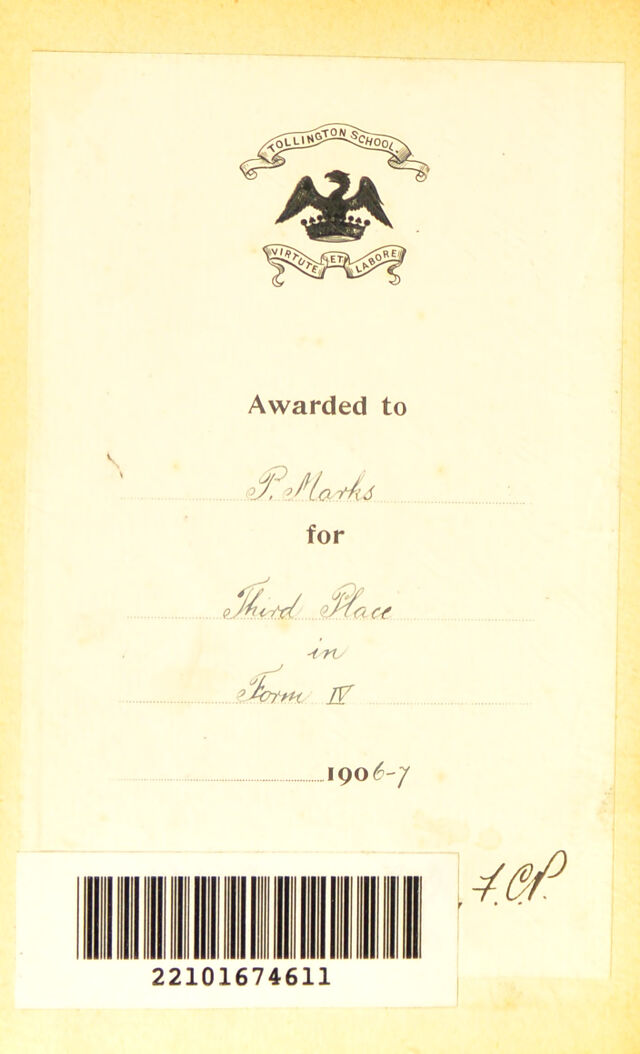 TOLLINGTON SCHOOL.
VIRTUTE ET LABORE
Awarded to
P. Marks
for
Third Place
in
Form IV
1906-7
, F.C.P.
22101674611